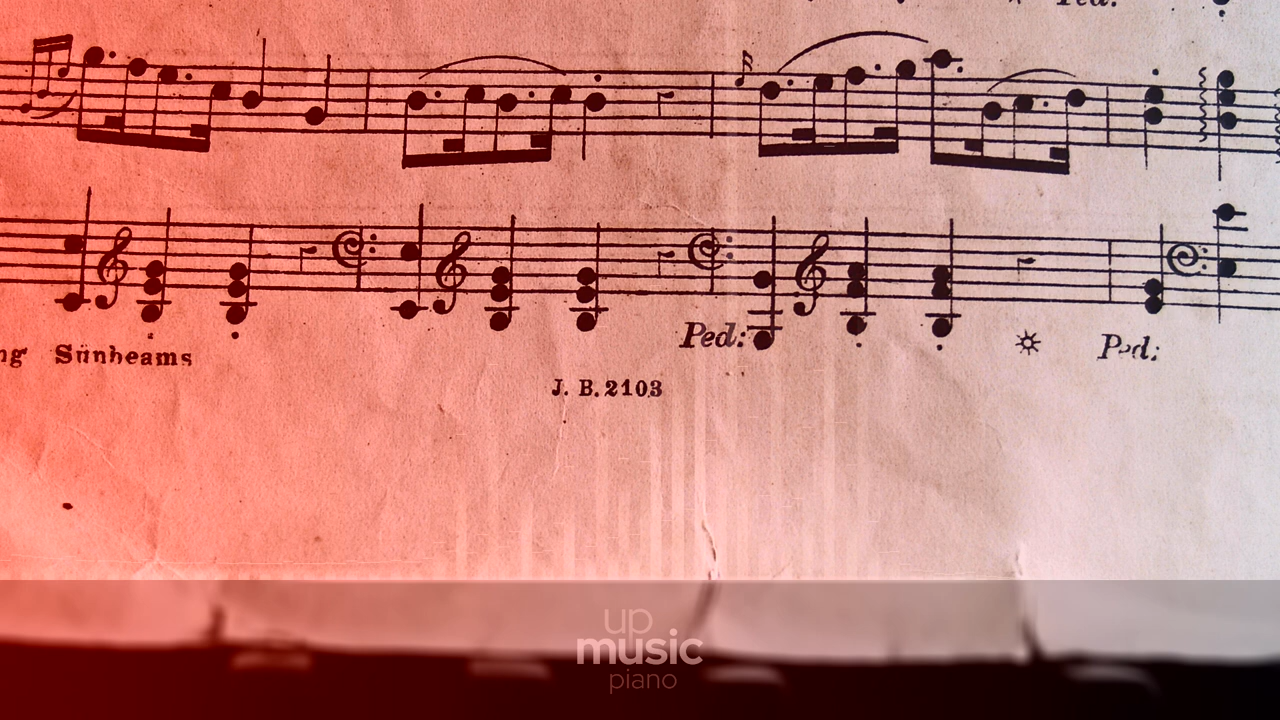 Ped.
ng Sünbeams
Ped:
Ped:
J. B. 2103
up
music
piano